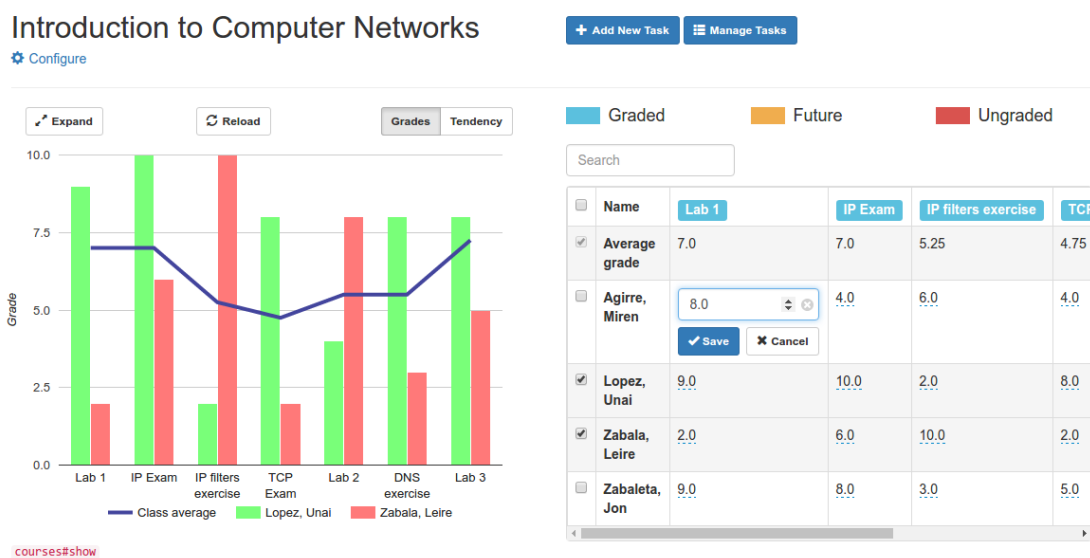 Introduction to Computer Networks
Configure
Add New Task
Manage Tasks
Expand
Reload
Grades
Tendency
10.0
7.5
5.0
2.5
0.0
Grade
Lab 1
IP Exam
IP filters
exercise
TCP
Exam
Lab 2
DNS
exercise
Lab 3
Class average
Lopez, Unai
Zabala, Leire
courses#show
Graded
Future
Ungraded
Search
Name Lab 1 IP Exam IP filters exercise TCP
Average 7.0 7.0 5.25 4.75
grade
Agirre, 8.0 4.0 6.0 4.0
Miren
Save Cancel
Lopez, 9.0 10.0 2.0 8.0
Unai
Zabala, 2.0 6.0 10.0 2.0
Leire
Zabaleta, 9.0 8.0 3.0 5.0
Jon